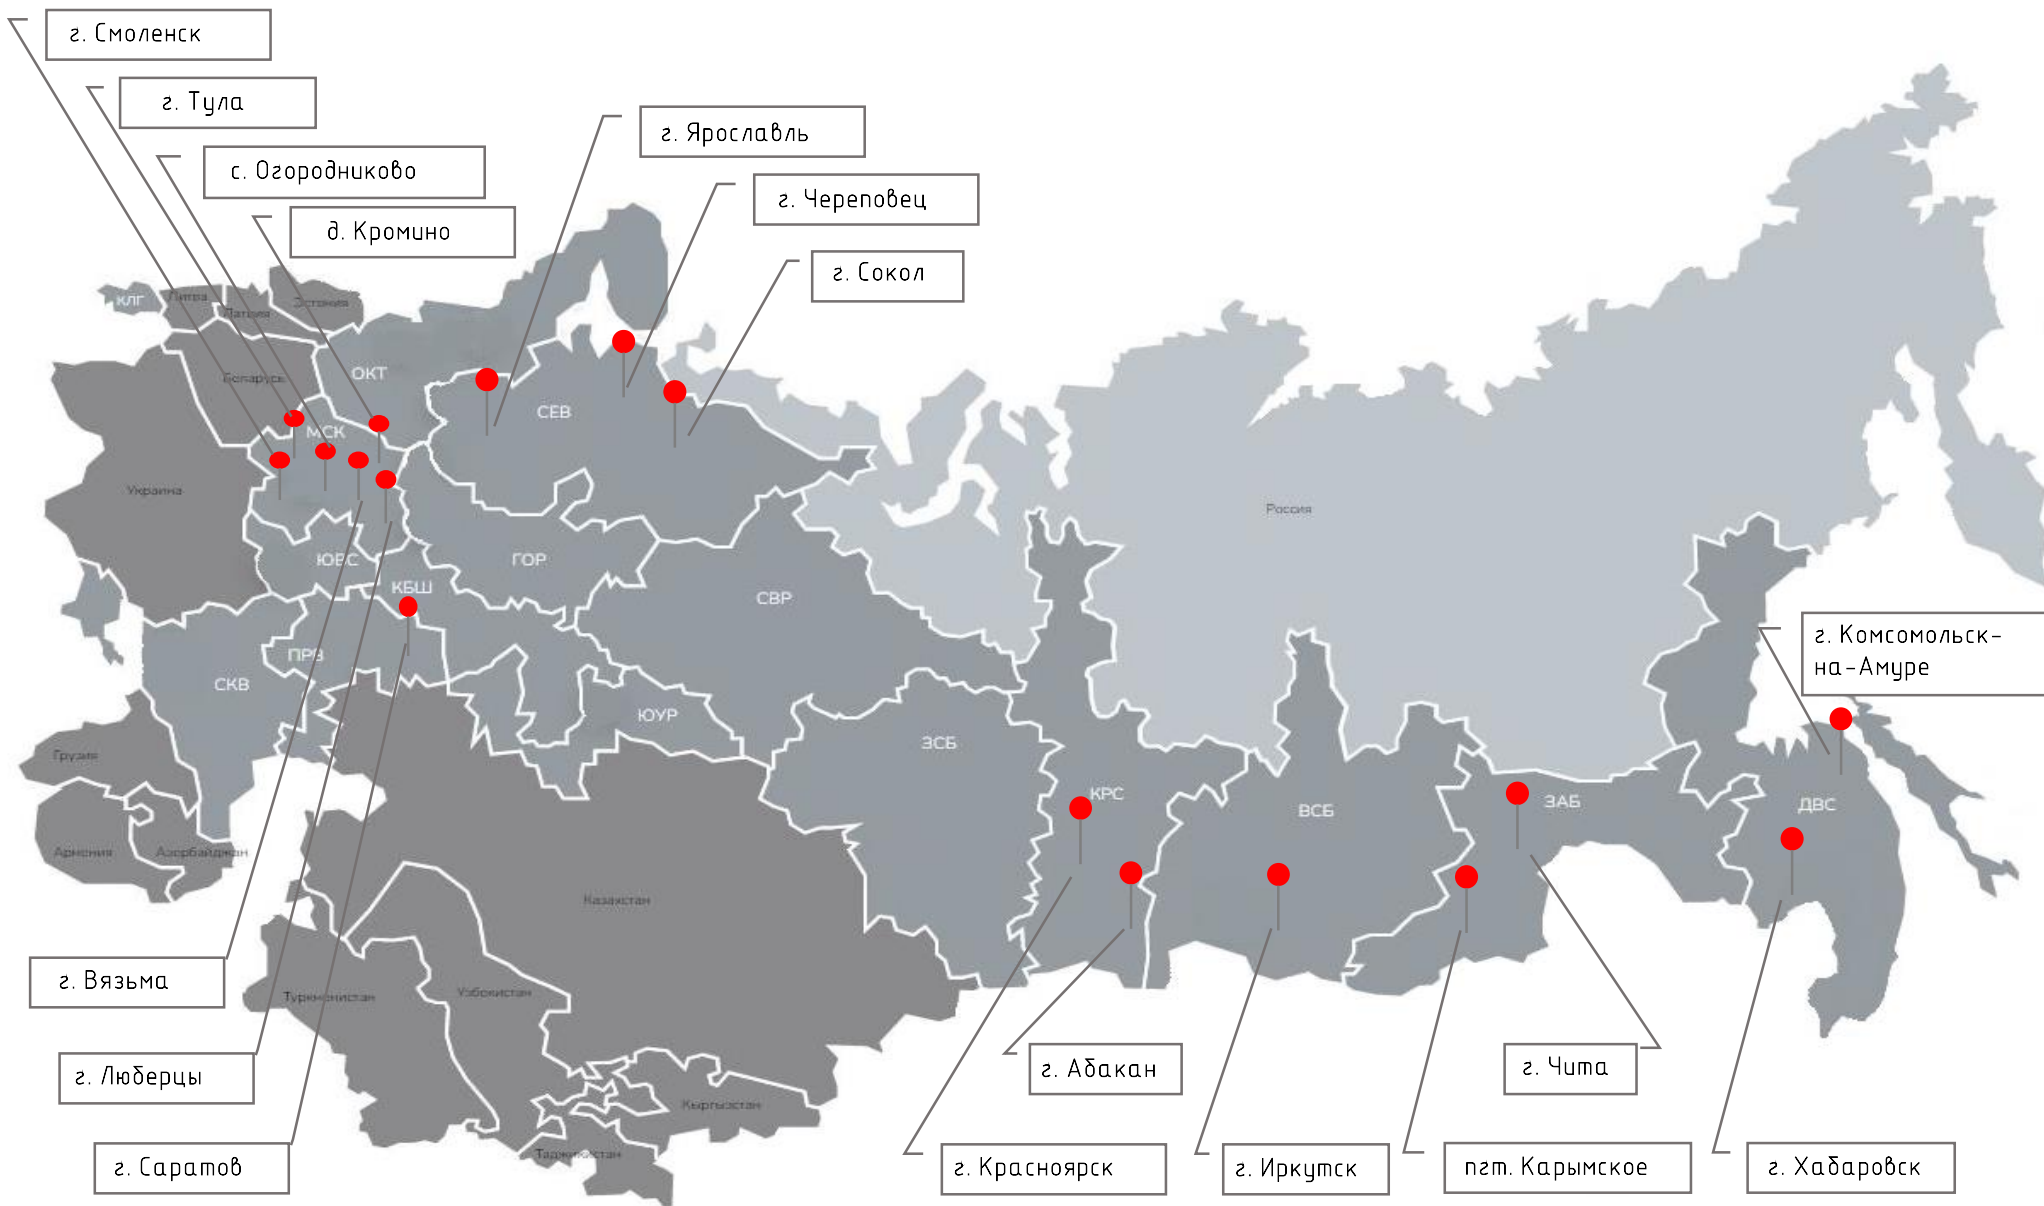 г. Смоленск
г. Тула
с. Огородниково
д. Кромино
г. Ярославль
г. Череповец
г. Сокол
КЛГ
Литва
Латвия
Эстония
Беларусь
ОКТ
СЕВ
МСК
Украина
Россия
ЮВС
ГОР
КБШ
СВР
г. Комсомольск-
на-Амуре
ПРВ
СКВ
ЮУР
ЗСБ
Грузия
КРС
ВСБ
ЗАБ
ДВС
Армения
Азербайджан
Казахстан
г. Вязьма
Туркменистан
Узбекистан
г. Люберцы
г. Абакан
г. Чита
Кыргызстан
г. Саратов
Таджикистан
г. Красноярск
г. Иркутск
пгт. Карымское
г. Хабаровск